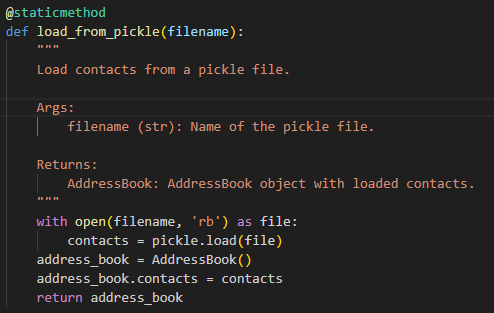 @staticmethod
def load_from_pickle(filename):
    """
    Load contacts from a pickle file.

    Args:
        filename (str): Name of the pickle file.

    Returns:
        AddressBook: AddressBook object with loaded contacts.
    """
    with open(filename, 'rb') as file:
        contacts = pickle.load(file)
    address_book = AddressBook()
    address_book.contacts = contacts
    return address_book